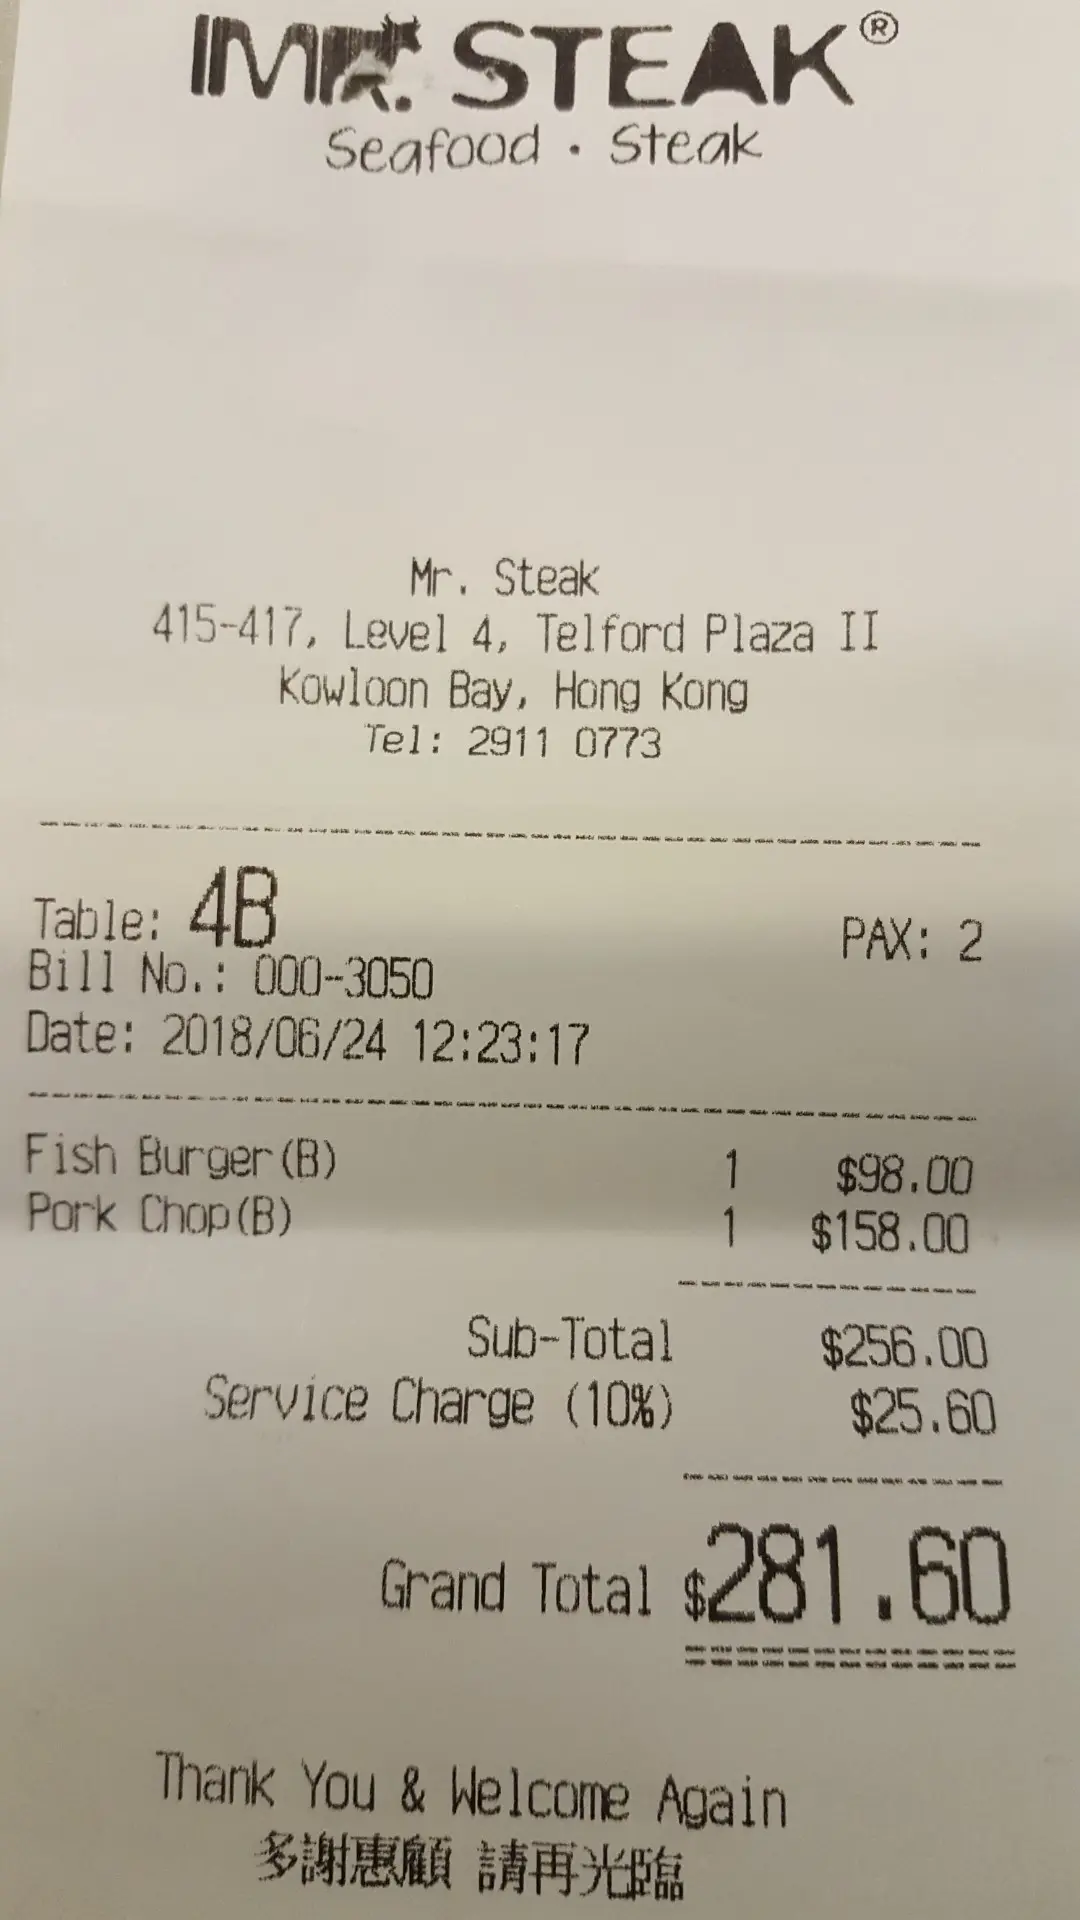 MR. STEAK®
Seafood · Steak
Mr. Steak
415-417, Level 4, Telford Plaza II
Kowloon Bay, Hong Kong
Tel: 2911 0773
Table: 4B PAX: 2
Bill No.: 000-3050
Date: 2018/06/24 12:23:17
Fish Burger(B) 1 $98.00
Pork Chop(B) 1 $158.00
Sub-Total $256.00
Service Charge (10%) $25.60
Grand Total $281.60
Thank You & Welcome Again
多謝惠顧 請再光臨